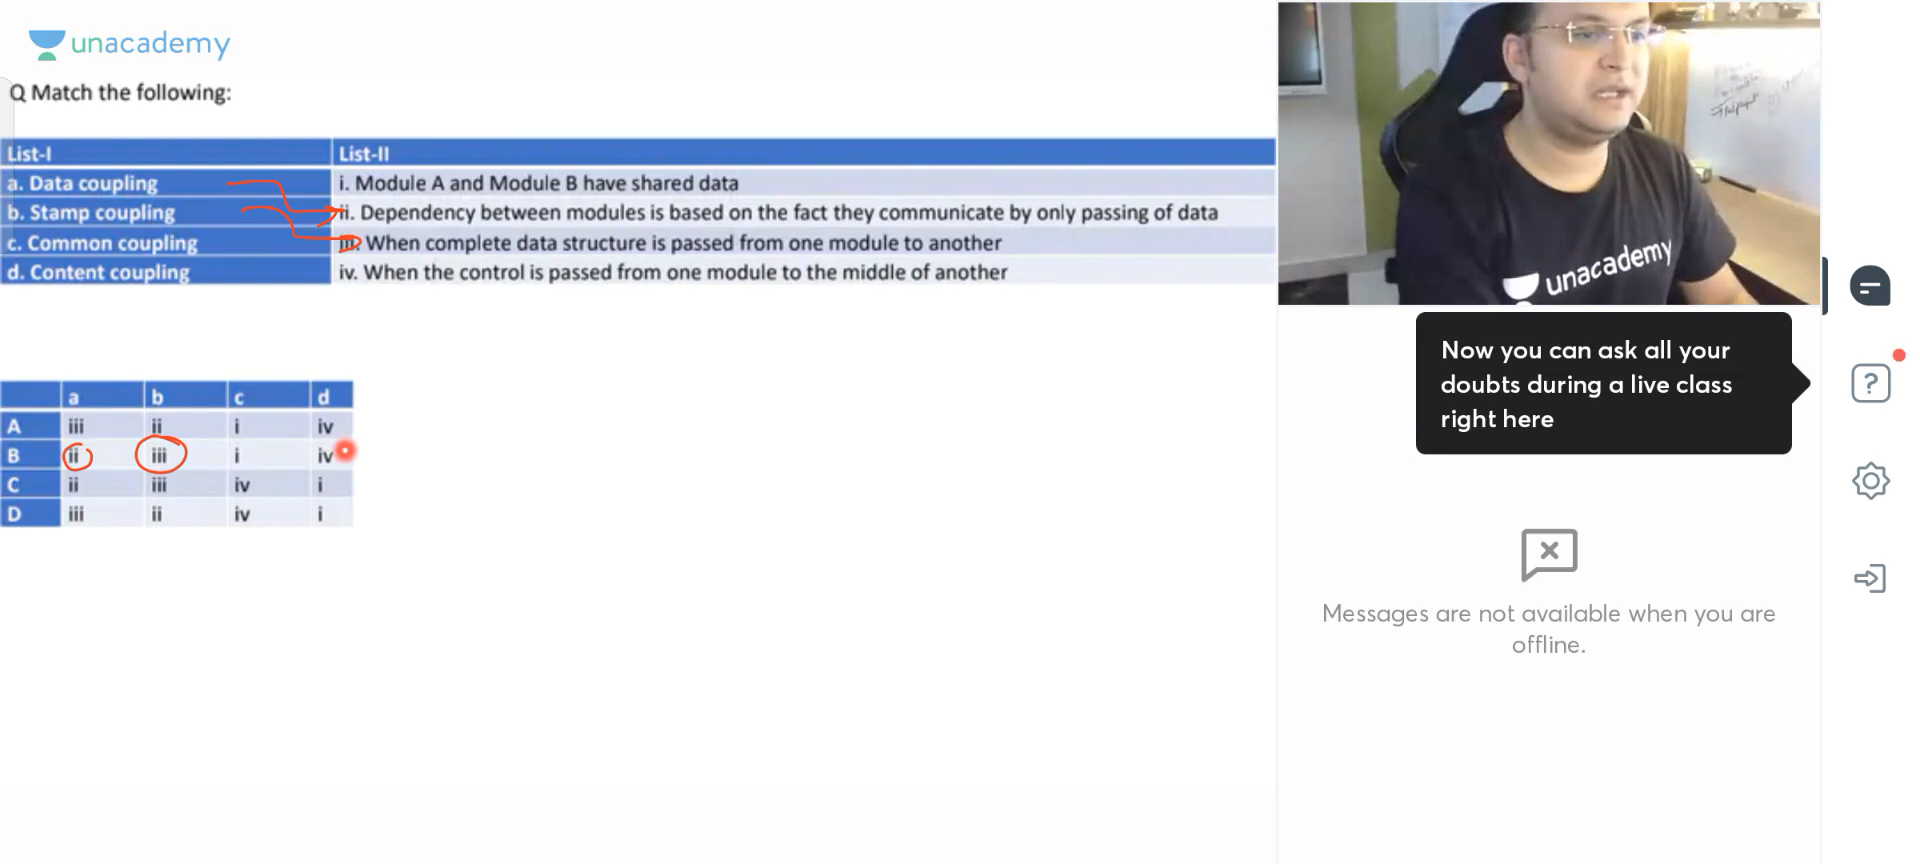 unacademy
Q Match the following:
List-I List-II
a. Data coupling i. Module A and Module B have shared data
b. Stamp coupling ii. Dependency between modules is based on the fact they communicate by only passing of data
c. Common coupling iii. When complete data structure is passed from one module to another
d. Content coupling iv. When the control is passed from one module to the middle of another
a b c d
A iii ii i iv
B ii iii i iv
C ii iii iv i
D iii ii iv i
unacademy
Now you can ask all your
doubts during a live class
right here
?
Messages are not available when you are
offline.